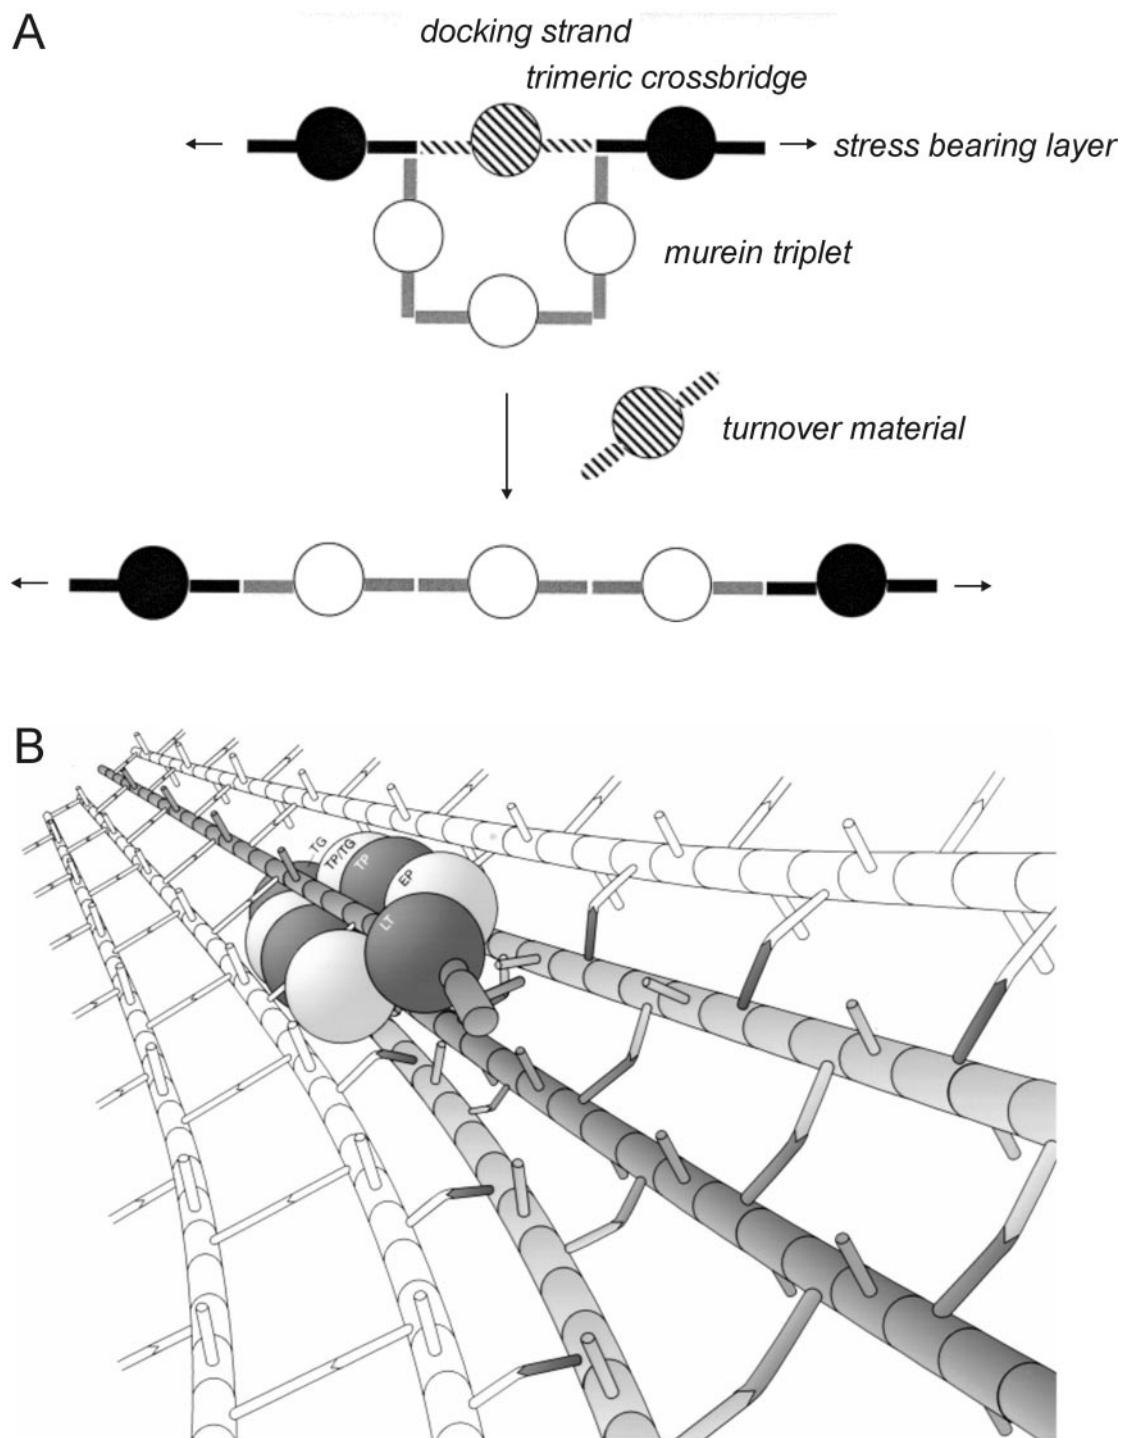 A
docking strand
trimeric crossbridge
stress bearing layer
murein triplet
turnover material
B
TG
TP/TG
TP
EP
LT